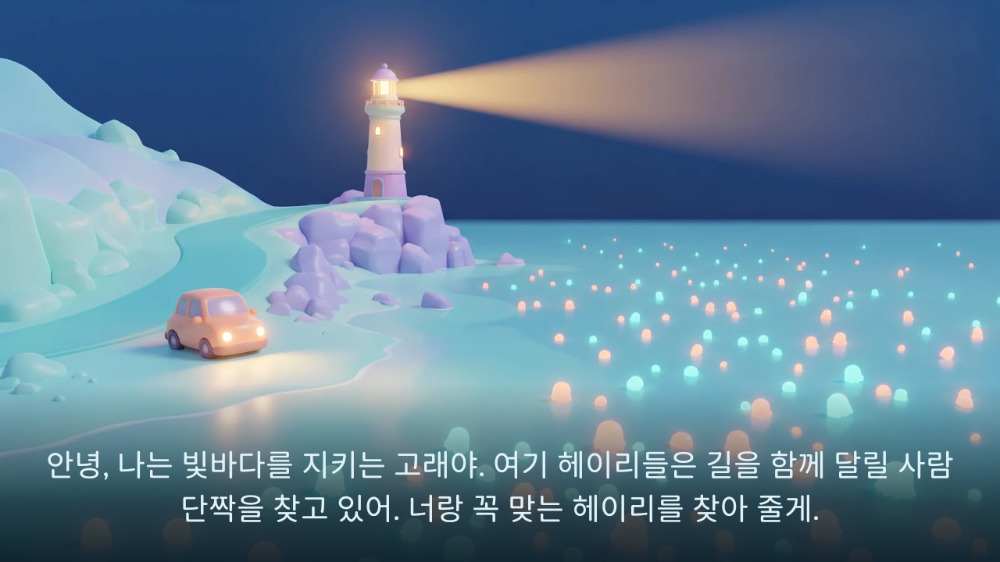 안녕, 나는 빛바다를 지키는 고래야. 여기 헤이리들은 길을 함께 달릴 사람
단짝을 찾고 있어. 너랑 꼭 맞는 헤이리를 찾아 줄게.